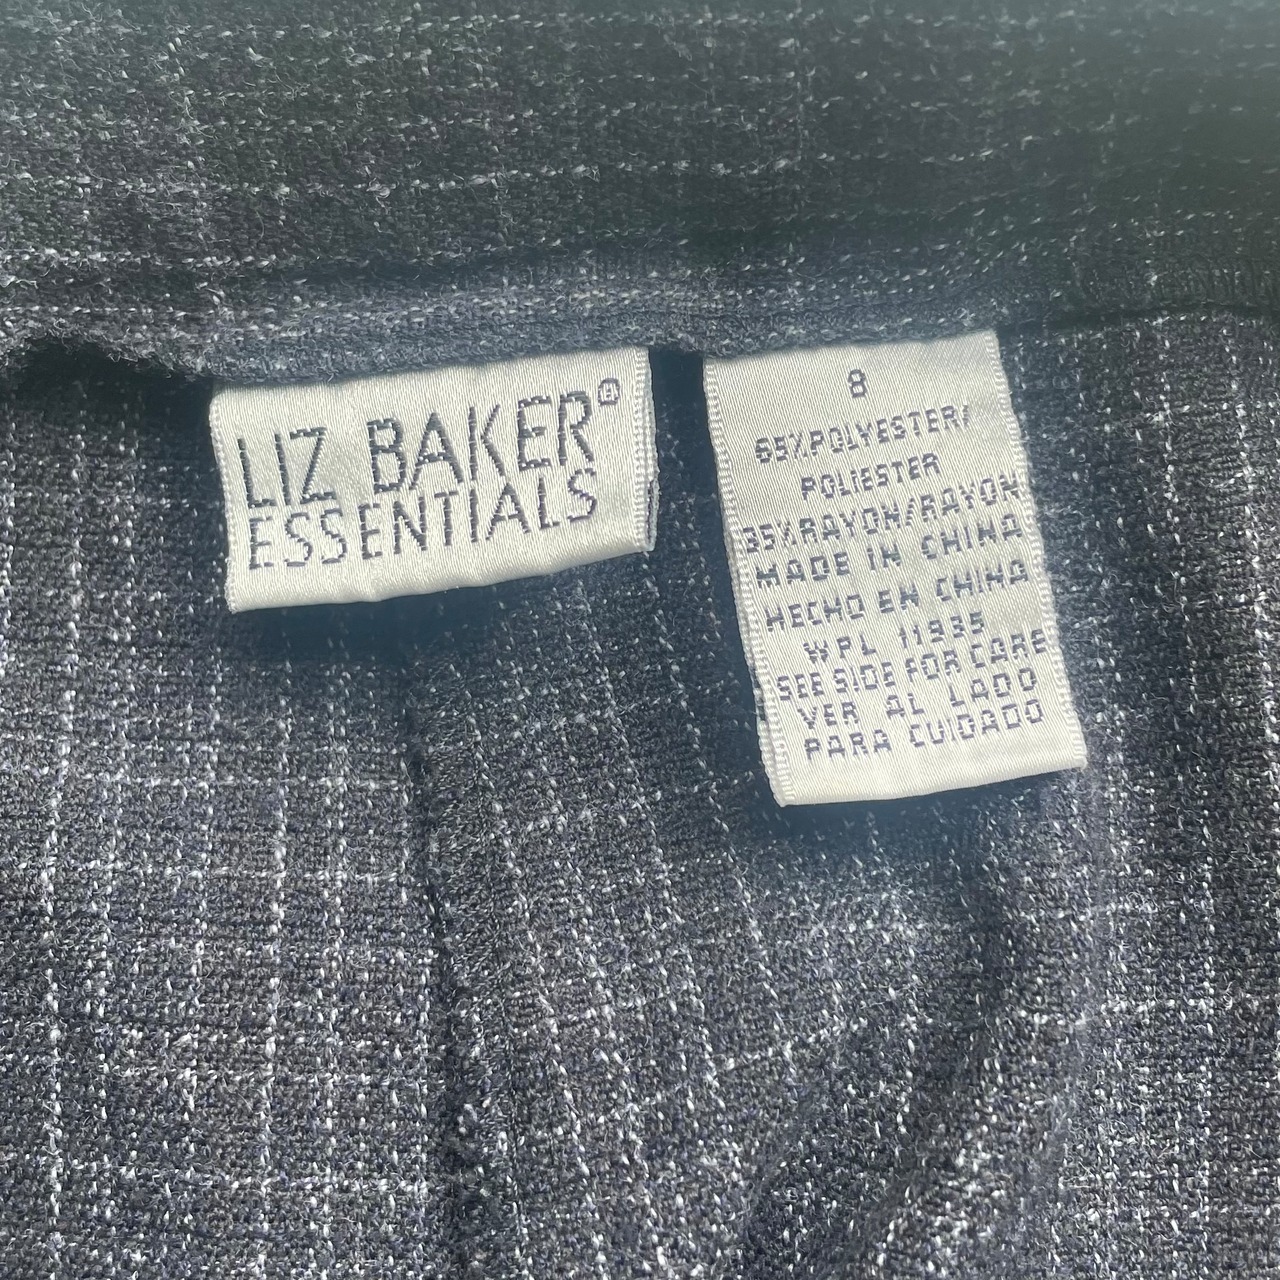 LIZ BAKER®
ESSENTIALS
8
65%POLYESTER/
POLIESTER
35%RAYON/RAYON
MADE IN CHINA
HECHO EN CHINA
WPL 11935
SEE SIDE FOR CARE
VER AL LADO
PARA CUIDADO